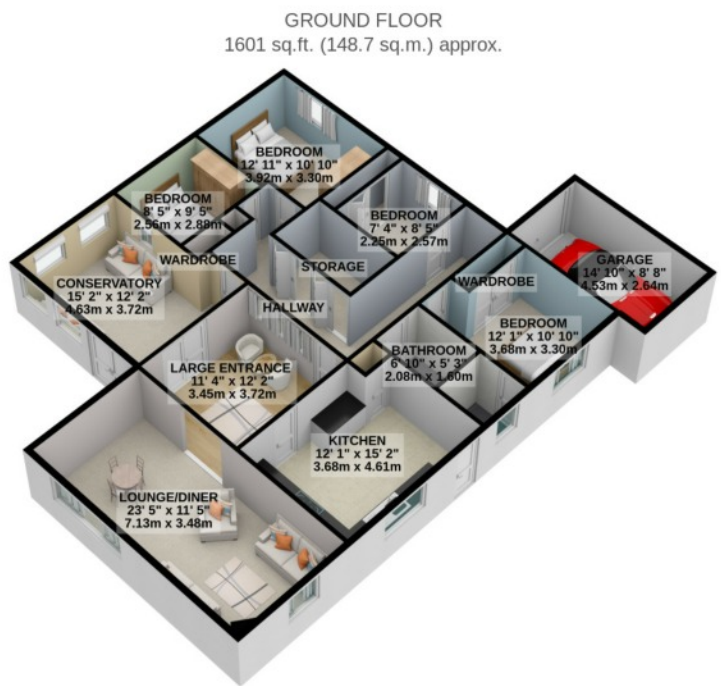 GROUND FLOOR
1601 sq.ft. (148.7 sq.m.) approx.
BEDROOM
12' 11" x 10' 10"
3.92m x 3.30m
BEDROOM
8' 5" x 9' 5"
2.56m x 2.88m
BEDROOM
7' 4" x 8' 5"
2.25m x 2.57m
WARDROBE
STORAGE
GARAGE
14' 10" x 8' 8"
4.53m x 2.64m
CONSERVATORY
15' 2" x 12' 2"
4.63m x 3.72m
WARDROBE
HALLWAY
BEDROOM
12' 1" x 10' 10"
3.68m x 3.30m
BATHROOM
6' 10" x 5' 3"
2.08m x 1.60m
LARGE ENTRANCE
11' 4" x 12' 2"
3.45m x 3.72m
KITCHEN
12' 1" x 15' 2"
3.68m x 4.61m
LOUNGE/DINER
23' 5" x 11' 5"
7.13m x 3.48m